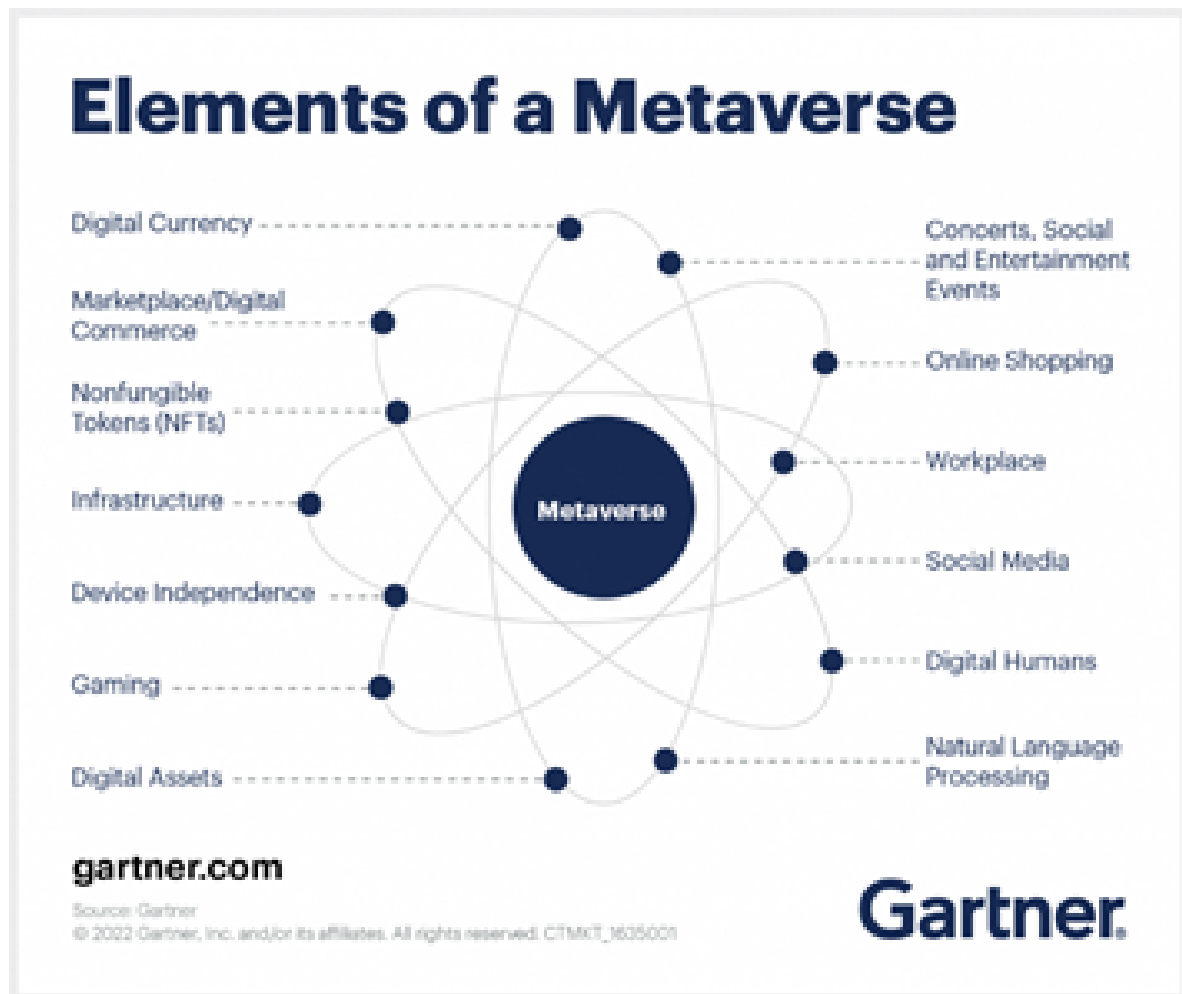 Elements of a Metaverse
Digital Currency
Marketplace/Digital
Commerce
Nonfungible
Tokens (NFTs)
Infrastructure
Device Independence
Gaming
Digital Assets
Metaverse
Concerts, Social
and Entertainment
Events
Online Shopping
Workplace
Social Media
Digital Humans
Natural Language
Processing
gartner.com
Source: Gartner
© 2022 Gartner, Inc. and/or its affiliates. All rights reserved. CTMKT_1635001
Gartner®